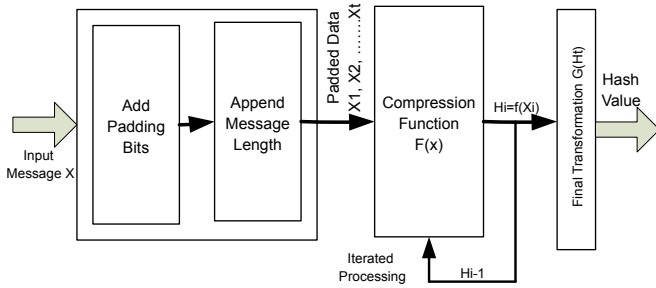 Input
Message X
Add
Padding
Bits
Append
Message
Length
Padded Data
X1, X2, .......Xt
Compression
Function
F(x)
Hi=f(Xi)
Iterated
Processing
Hi-1
Final Transformation G(Ht)
Hash
Value